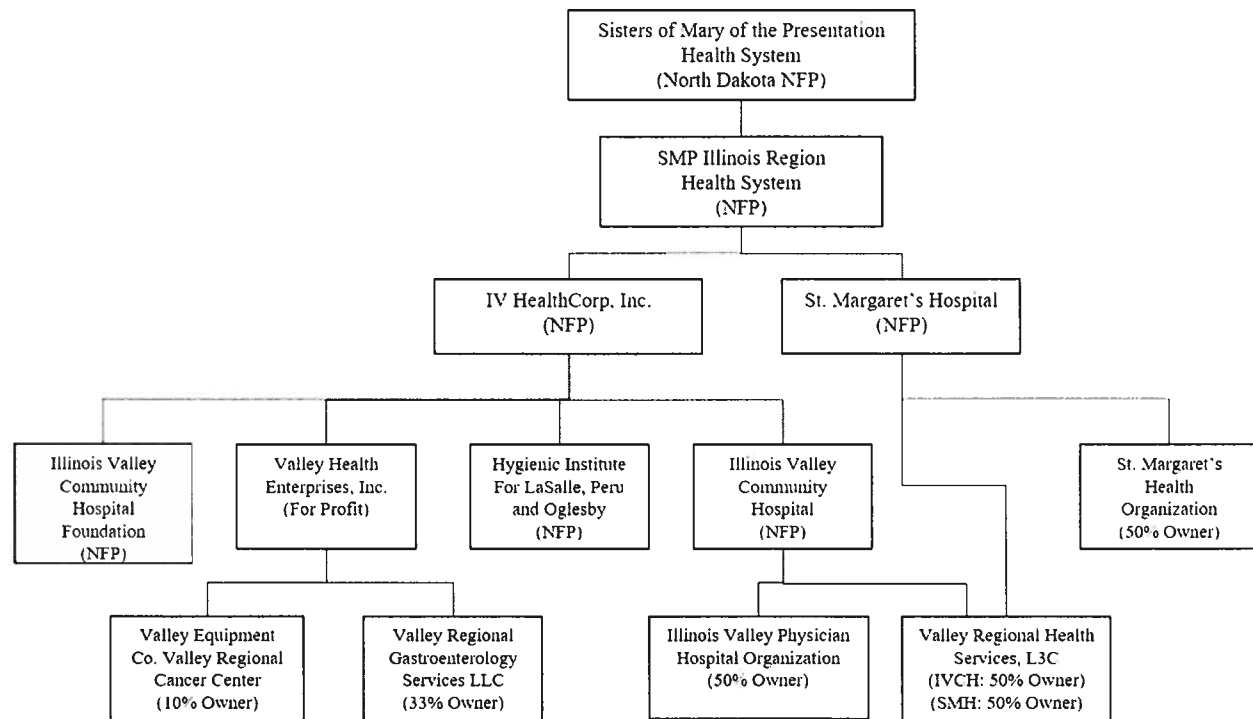 Sisters of Mary of the Presentation
Health System
(North Dakota NFP)
SMP Illinois Region
Health System
(NFP)
IV HealthCorp, Inc.
(NFP)
St. Margaret's Hospital
(NFP)
Illinois Valley
Community
Hospital
Foundation
(NFP)
Valley Health
Enterprises, Inc.
(For Profit)
Hygienic Institute
For LaSalle, Peru
and Oglesby
(NFP)
Illinois Valley
Community
Hospital
(NFP)
St. Margaret's
Health
Organization
(50% Owner)
Valley Equipment
Co. Valley Regional
Cancer Center
(10% Owner)
Valley Regional
Gastroenterology
Services LLC
(33% Owner)
Illinois Valley Physician
Hospital Organization
(50% Owner)
Valley Regional Health
Services, L3C
(IVCH: 50% Owner)
(SMH: 50% Owner)